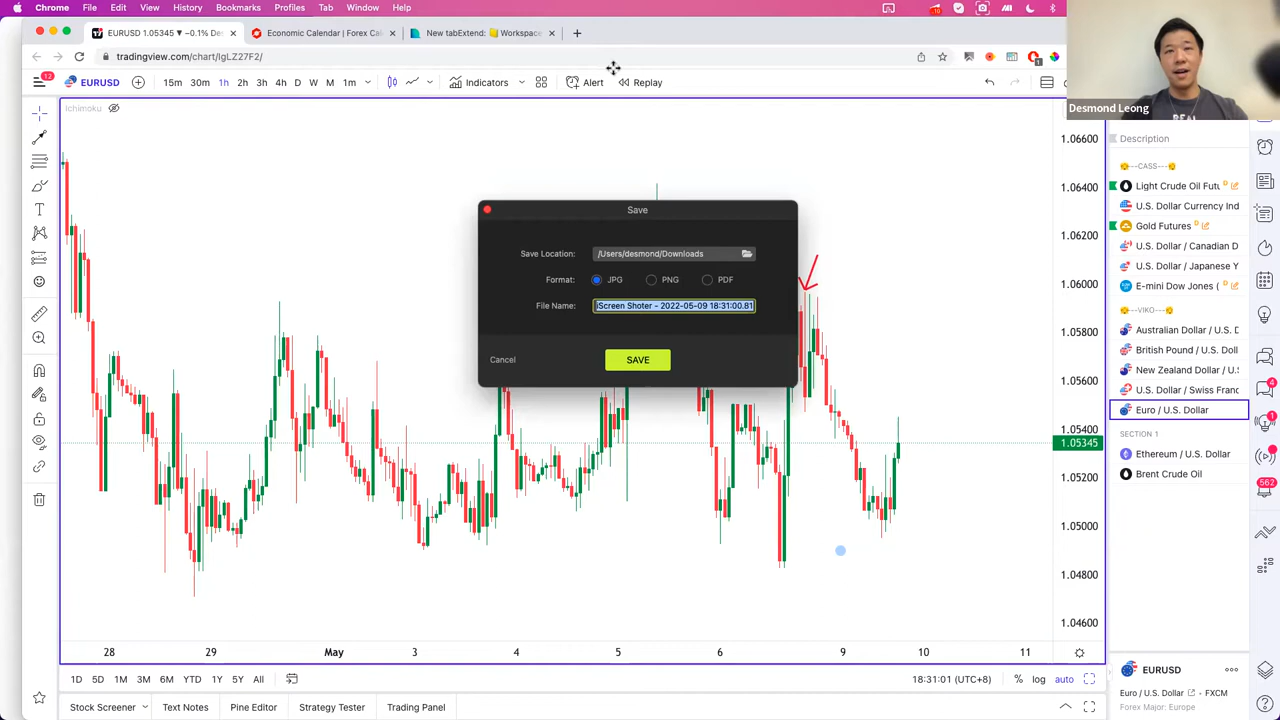 Chrome File Edit View History Bookmarks Profiles Tab Window Help
EURUSD 1.05345 ▼ −0.1% De
Economic Calendar | Forex Cale
New tabExtend: Workspace
tradingview.com/chart/IgLZ27F2/
12 EURUSD 15m 30m 1h 2h 3h 4h D W M 1m Indicators Alert Replay
Desmond Leong
Ichimoku
Save
Save Location: /Users/desmond/Downloads
Format: JPG PNG PDF
File Name: iScreen Shoter - 2022-05-09 18:31:00.81
Cancel SAVE
1.06600
1.06400
1.06200
1.06000
1.05800
1.05600
1.05400
1.05345
1.05200
1.05000
1.04800
1.04600
28 29 May 3 4 5 6 9 10 11
Description
---CASS---
Light Crude Oil Futu D
U.S. Dollar Currency Ind
Gold Futures D
U.S. Dollar / Canadian D
U.S. Dollar / Japanese Y
E-mini Dow Jones (
---VIKO---
Australian Dollar / U.S. D
British Pound / U.S. Doll
New Zealand Dollar / U.S
U.S. Dollar / Swiss Franc
Euro / U.S. Dollar
SECTION 1
Ethereum / U.S. Dollar
Brent Crude Oil
4
1
562
1D 5D 1M 3M 6M YTD 1Y 5Y All
18:31:01 (UTC+8) % log auto
Stock Screener Text Notes Pine Editor Strategy Tester Trading Panel
EURUSD
Euro / U.S. Dollar FXCM
Forex Major: Europe